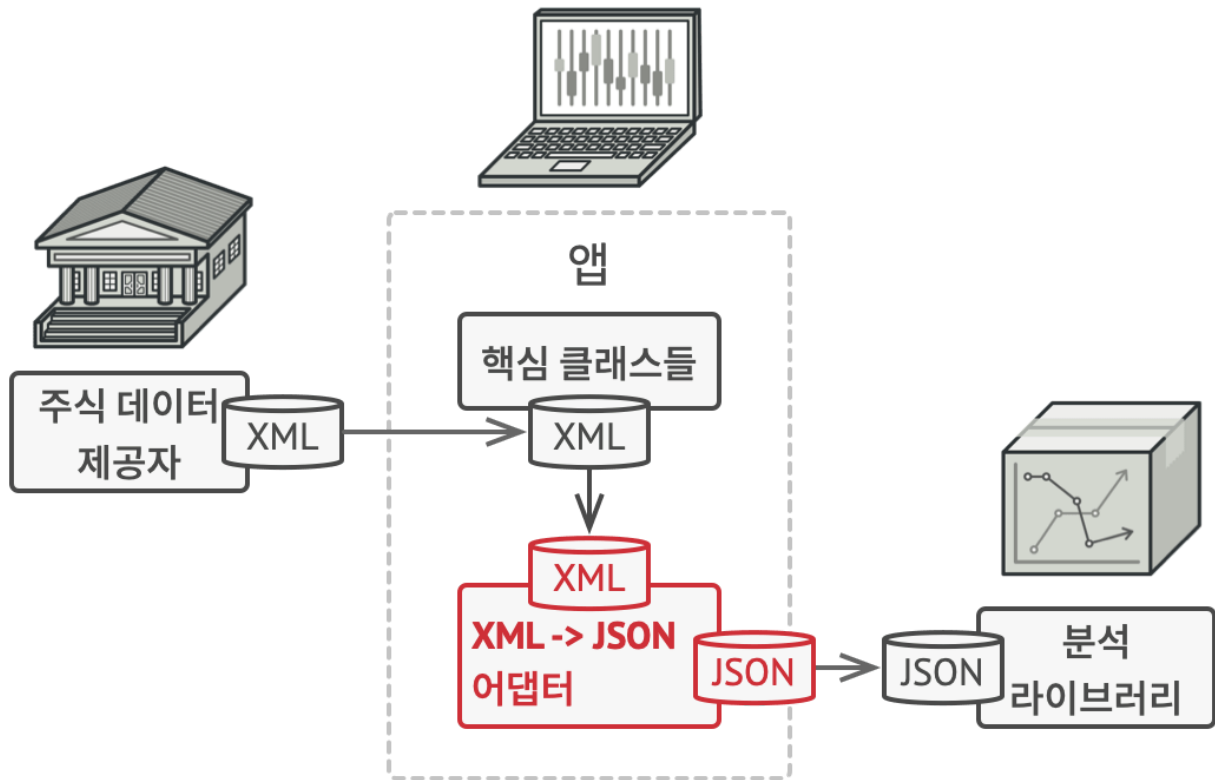 앱
핵심 클래스들
주식 데이터
제공자
XML
XML
XML
XML -> JSON
어댑터
JSON
JSON
분석
라이브러리